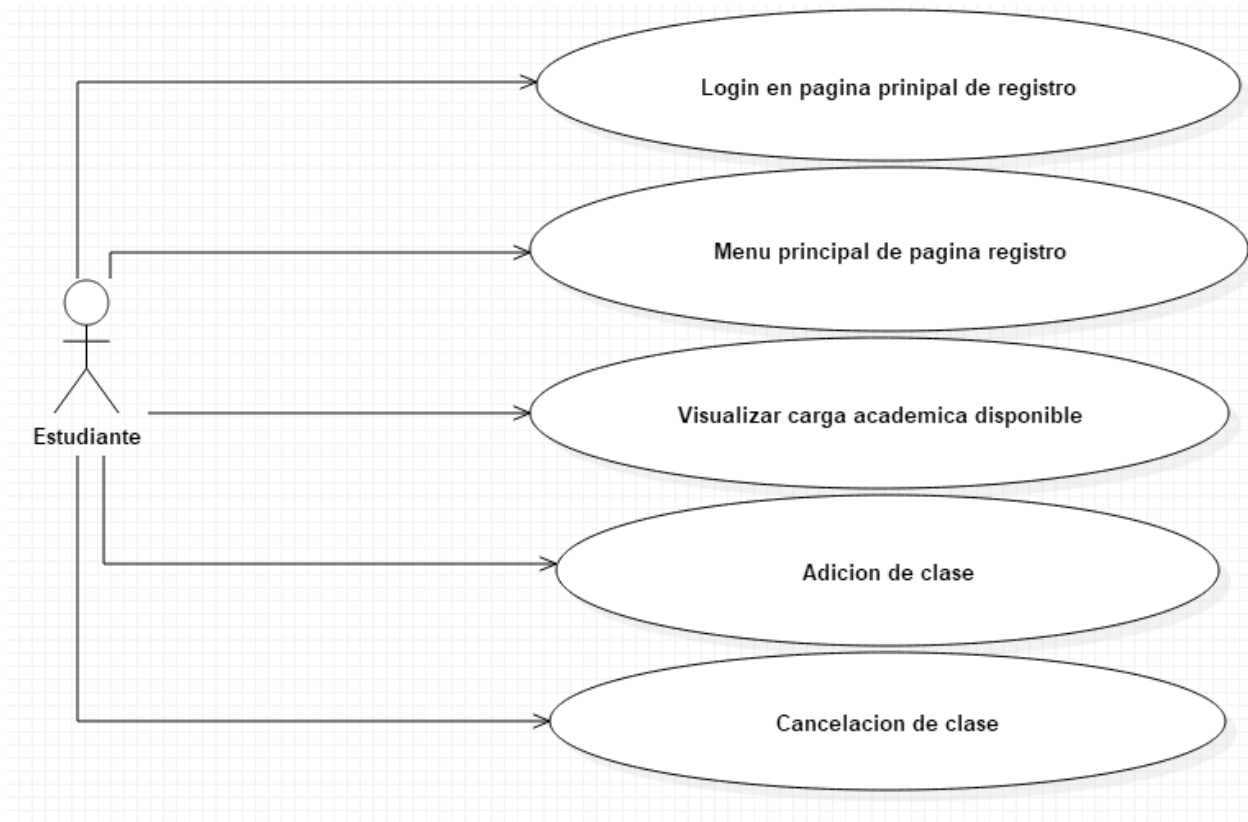 Login en pagina prinipal de registro
Menu principal de pagina registro
Visualizar carga academica disponible
Estudiante
Adicion de clase
Cancelacion de clase